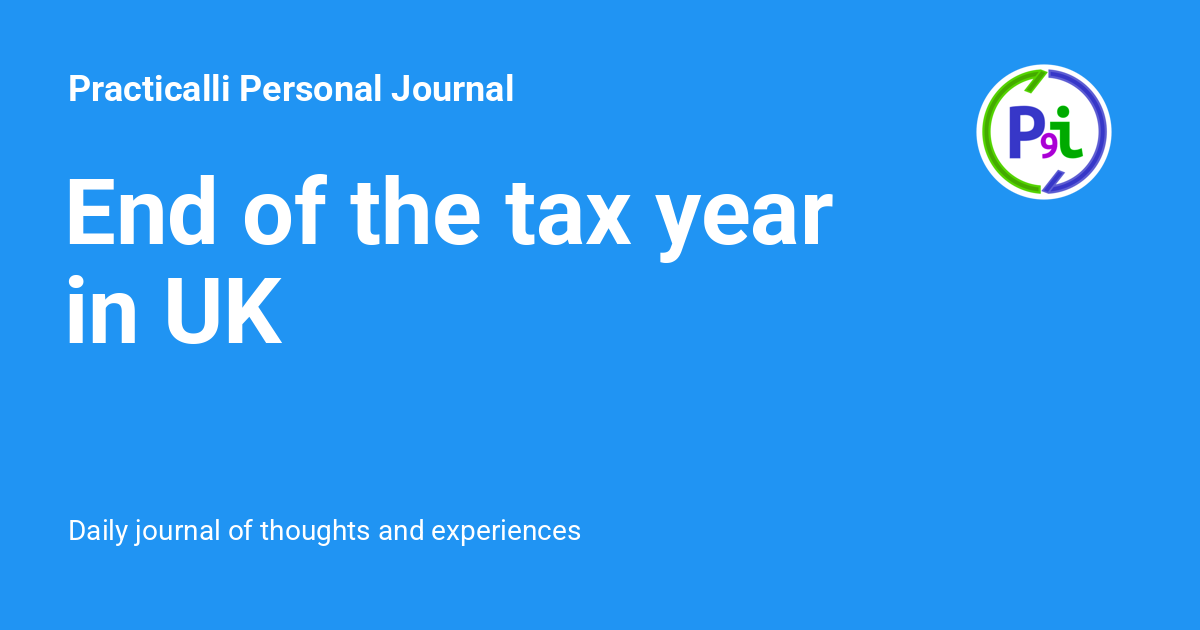 Practicalli Personal Journal
P9i
End of the tax year
in UK
Daily journal of thoughts and experiences